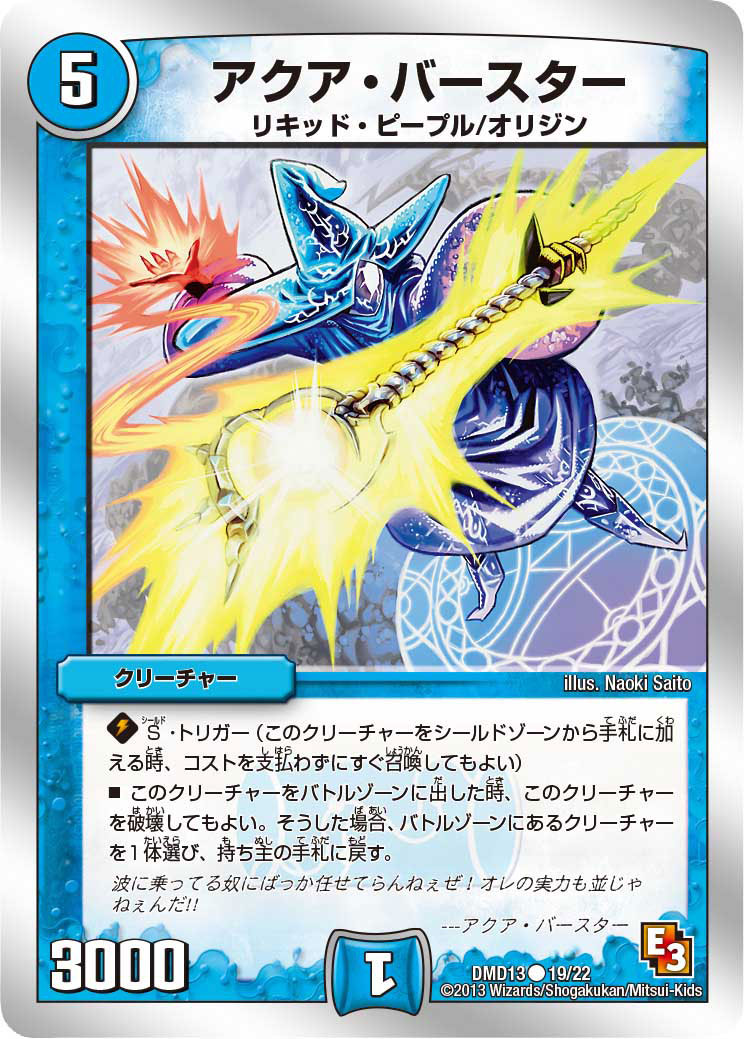 5
アクア・バースター
リキッド・ピープル/オリジン
クリーチャー
illus. Naoki Saito
S・トリガー(このクリーチャーをシールドゾーンから手札に加
える時、コストを支払わずにすぐ召喚してもよい)
■ このクリーチャーをバトルゾーンに出した時、このクリーチャー
を破壊してもよい。そうした場合、バトルゾーンにあるクリーチャー
を1体選び、持ち主の手札に戻す。
波に乗ってる奴にばっか任せてらんねぇぜ!オレの実力も並じゃ
ねぇんだ!!
---アクア・バースター
3000
1
E3
DMD13 19/22
©2013 Wizards/Shogakukan/Mitsui-Kids